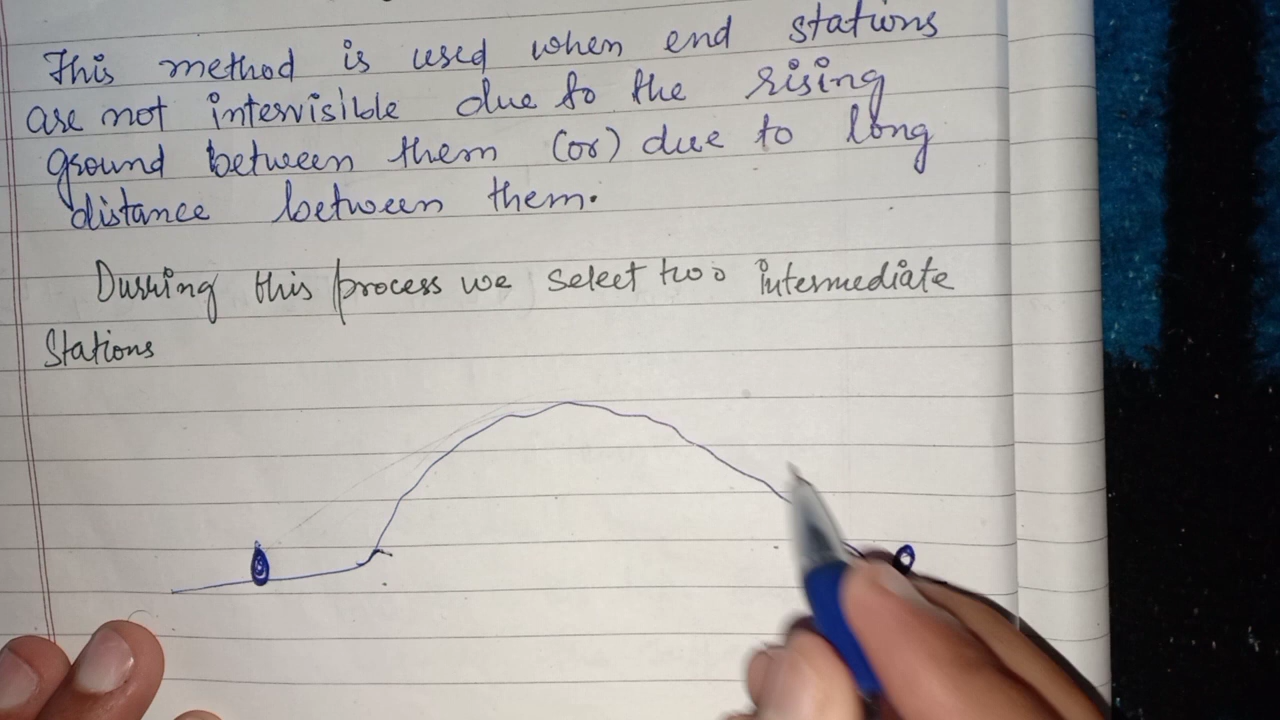 This method is used when end stations
are not intervisible due to the rising
ground between them (or) due to long
distance between them.
During this process we select two intermediate
Stations